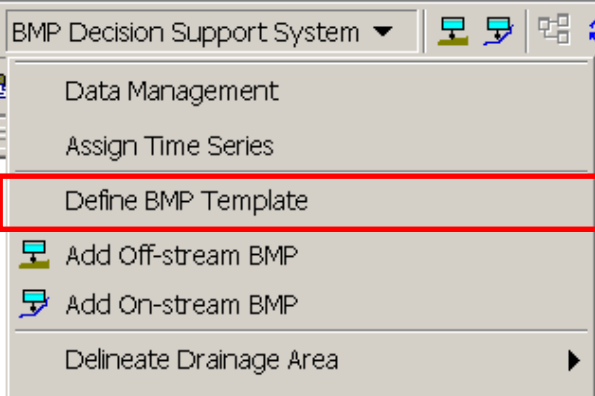 BMP Decision Support System
Data Management
Assign Time Series
Define BMP Template
Add Off-stream BMP
Add On-stream BMP
Delineate Drainage Area